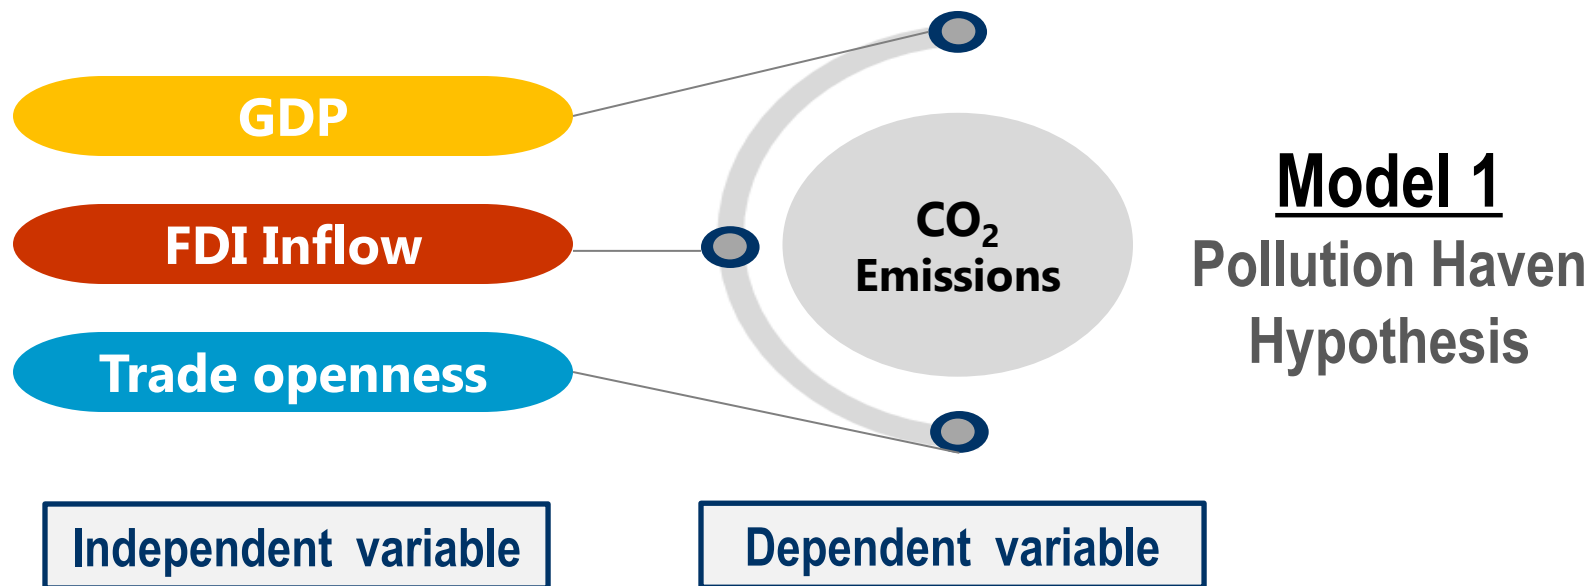 GDP
FDI Inflow
Trade openness
CO₂
Emissions
Model 1
Pollution Haven
Hypothesis
Independent variable
Dependent variable